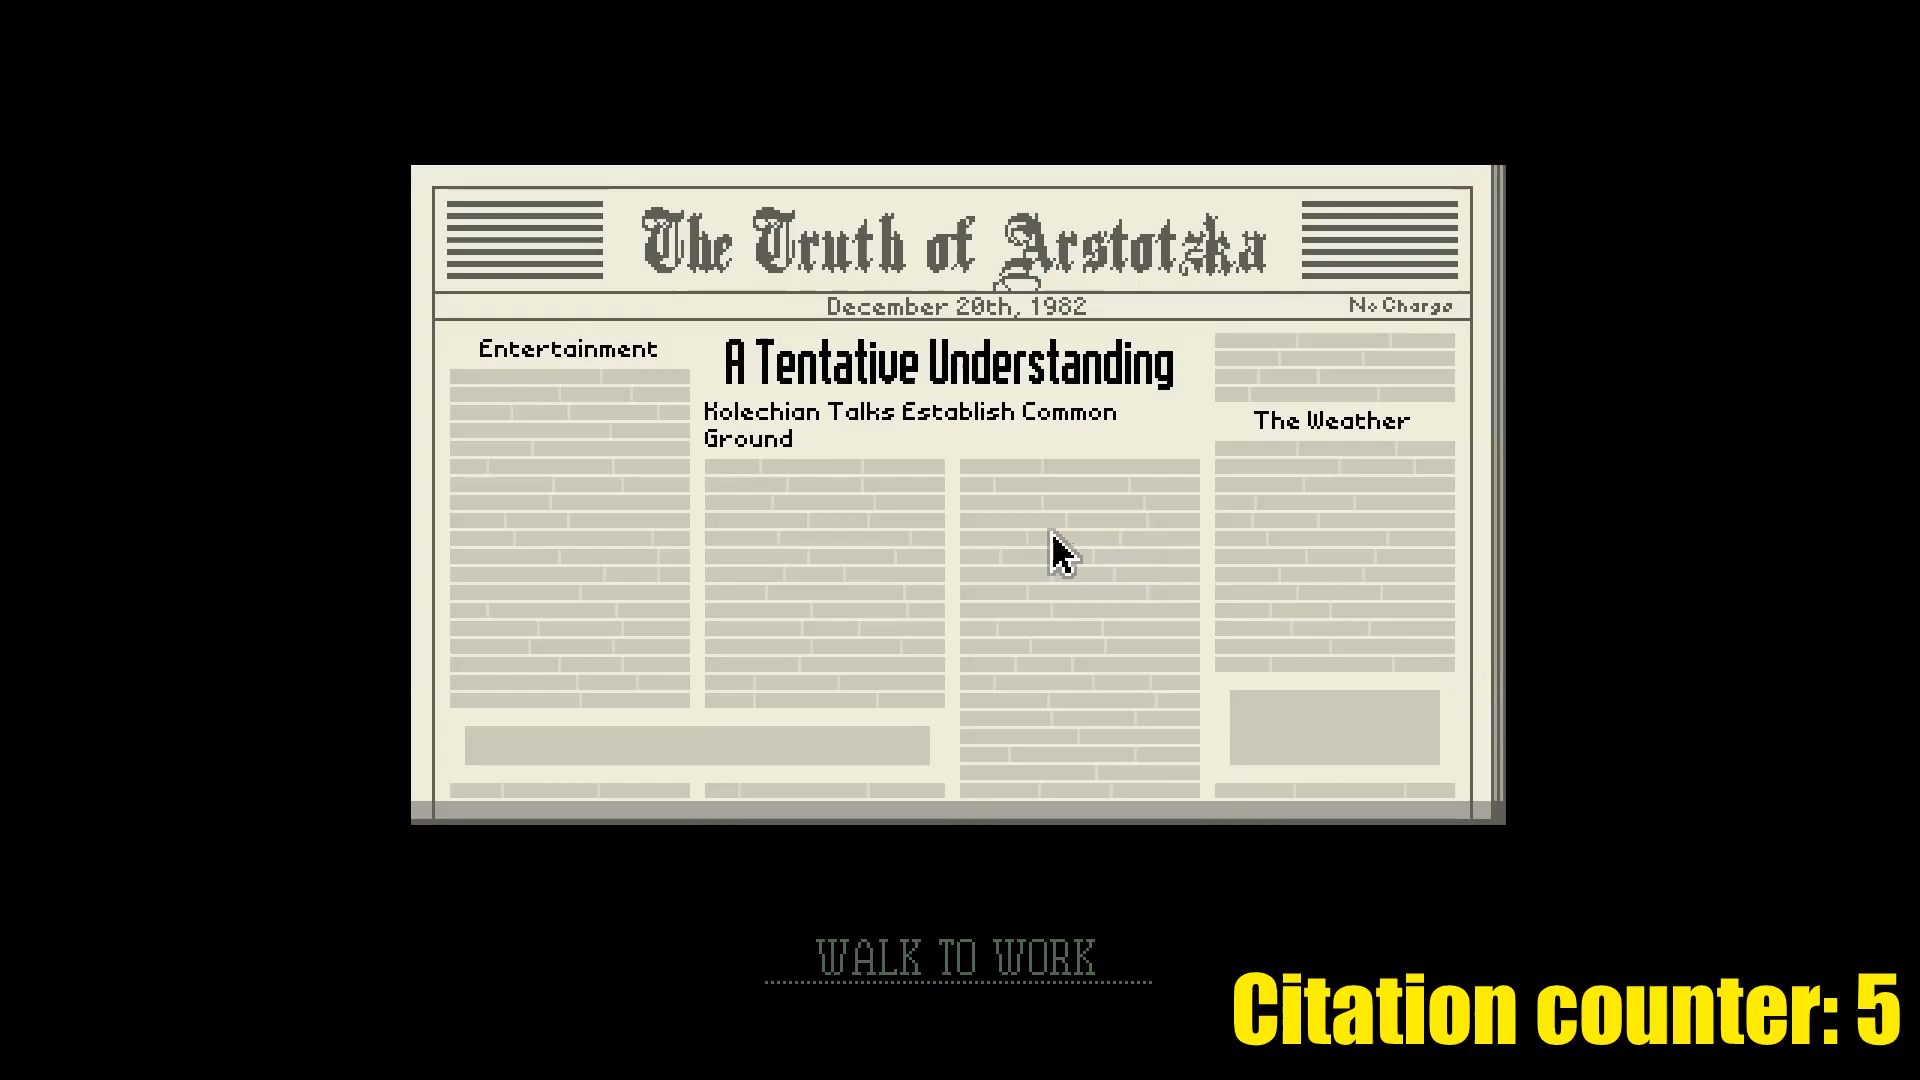 The Truth of Arstotzka
December 20th, 1982
No Charge
Entertainment
A Tentative Understanding
Kolechian Talks Establish Common
Ground
The Weather
WALK TO WORK
Citation counter: 5